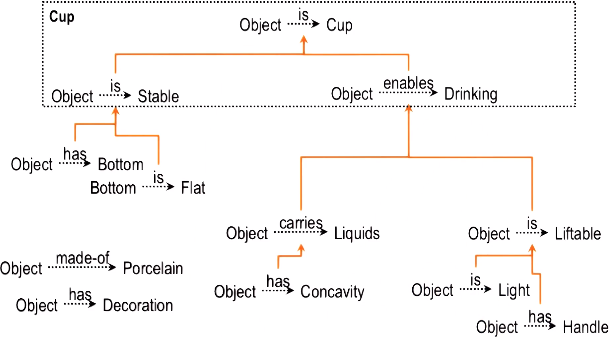 Cup
Object is Cup
Object is Stable
Object enables Drinking
Object has Bottom
Bottom is Flat
Object carries Liquids
Object is Liftable
Object made-of Porcelain
Object has Concavity
Object is Light
Object has Decoration
Object has Handle